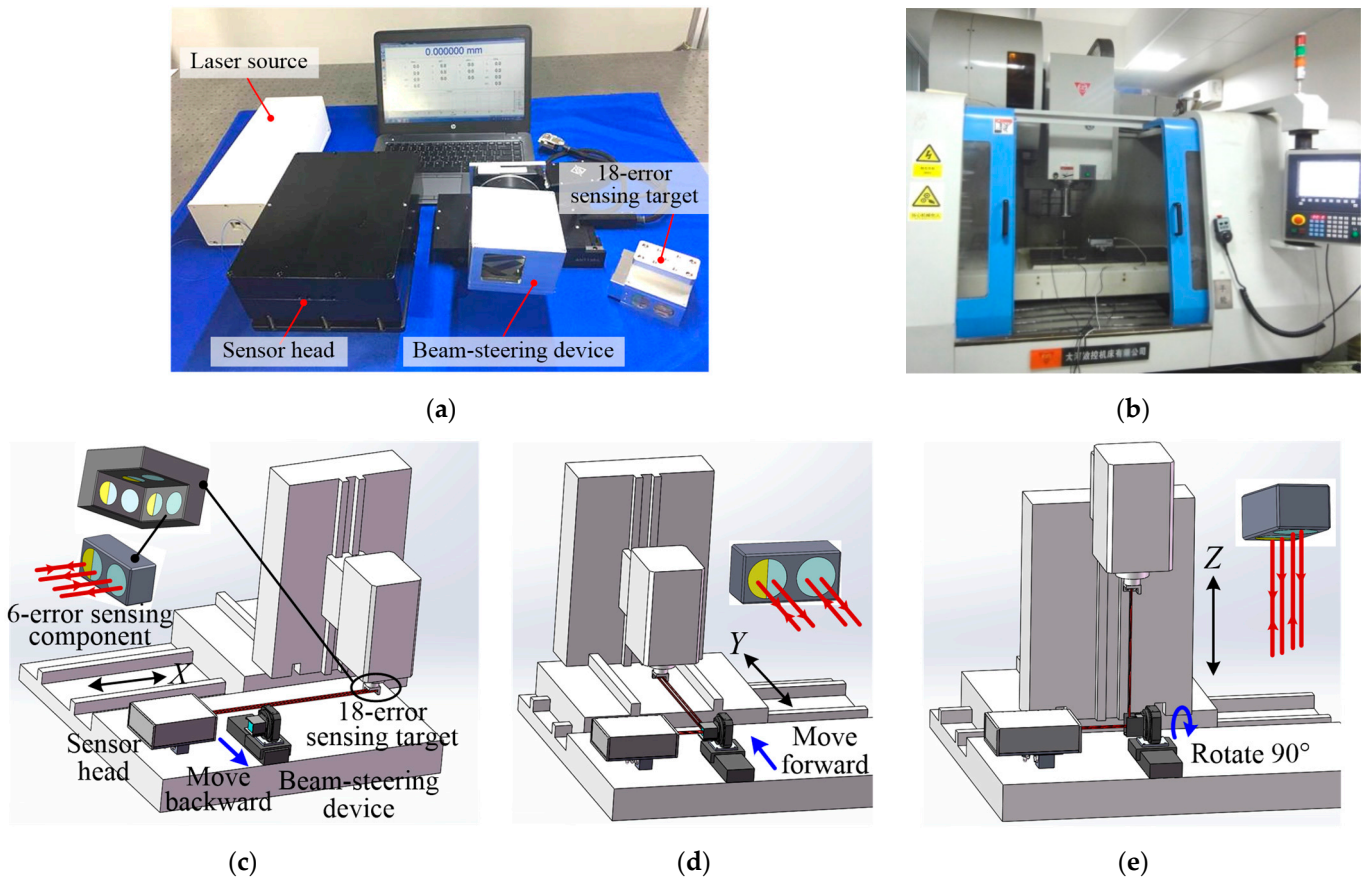 Laser source
0.000000 mm
18-error
sensing target
Sensor head
Beam-steering device
(a)
(b)
6-error sensing
component
X
Sensor
head
Move
backward
18-error
sensing target
Beam-steering
device
(c)
Y
Move
forward
(d)
Z
Rotate 90°
(e)